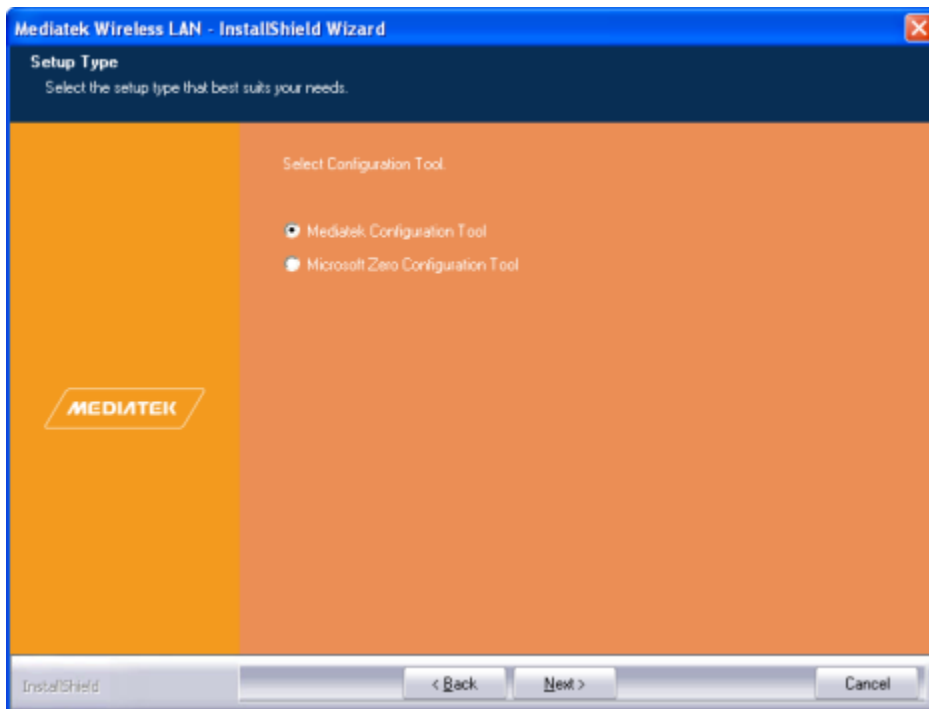 Mediatek Wireless LAN - InstallShield Wizard
Setup Type
Select the setup type that best suits your needs.
Select Configuration Tool.
Mediatek Configuration Tool
Microsoft Zero Configuration Tool
MEDIATEK
InstallShield
< Back
Next >
Cancel